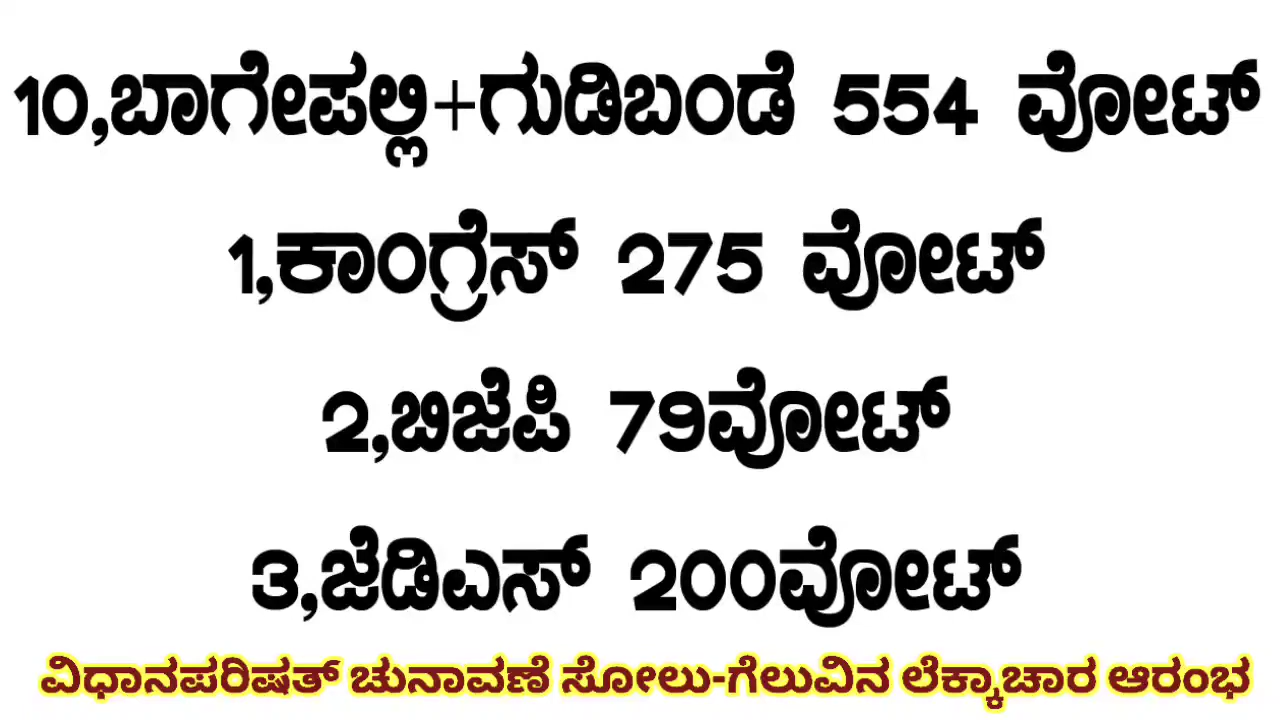 10,ಬಾಗೇಪಲ್ಲಿ+ಗುಡಿಬಂಡೆ 554 ವೋಟ್
1,ಕಾಂಗ್ರೆಸ್ 275 ವೋಟ್
2,ಬಿಜೆಪಿ 79ವೋಟ್
3,ಜೆಡಿಎಸ್ 200ವೋಟ್
ವಿಧಾನಪರಿಷತ್ ಚುನಾವಣೆ ಸೋಲು-ಗೆಲುವಿನ ಲೆಕ್ಕಾಚಾರ ಆರಂಭ